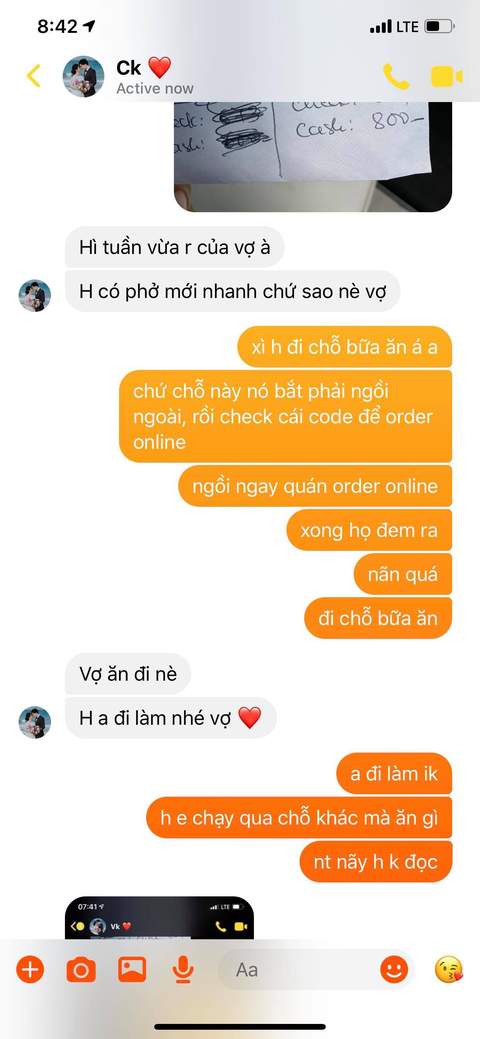 8:42
LTE
Ck ❤️
Active now
Cash: 800-
Hì tuần vừa r của vợ à
H có phở mới nhanh chứ sao nè vợ
xì h đi chỗ bữa ăn á a
chứ chỗ này nó bắt phải ngồi
ngoài, rồi check cái code để order
online
ngồi ngay quán order online
xong họ đem ra
nãn quá
đi chỗ bữa ăn
Vợ ăn đi nè
H a đi làm nhé vợ ❤️
a đi làm ik
h e chạy qua chỗ khác mà ăn gì
nt nãy h k đọc
07:41
LTE
Vk ❤️
Aa